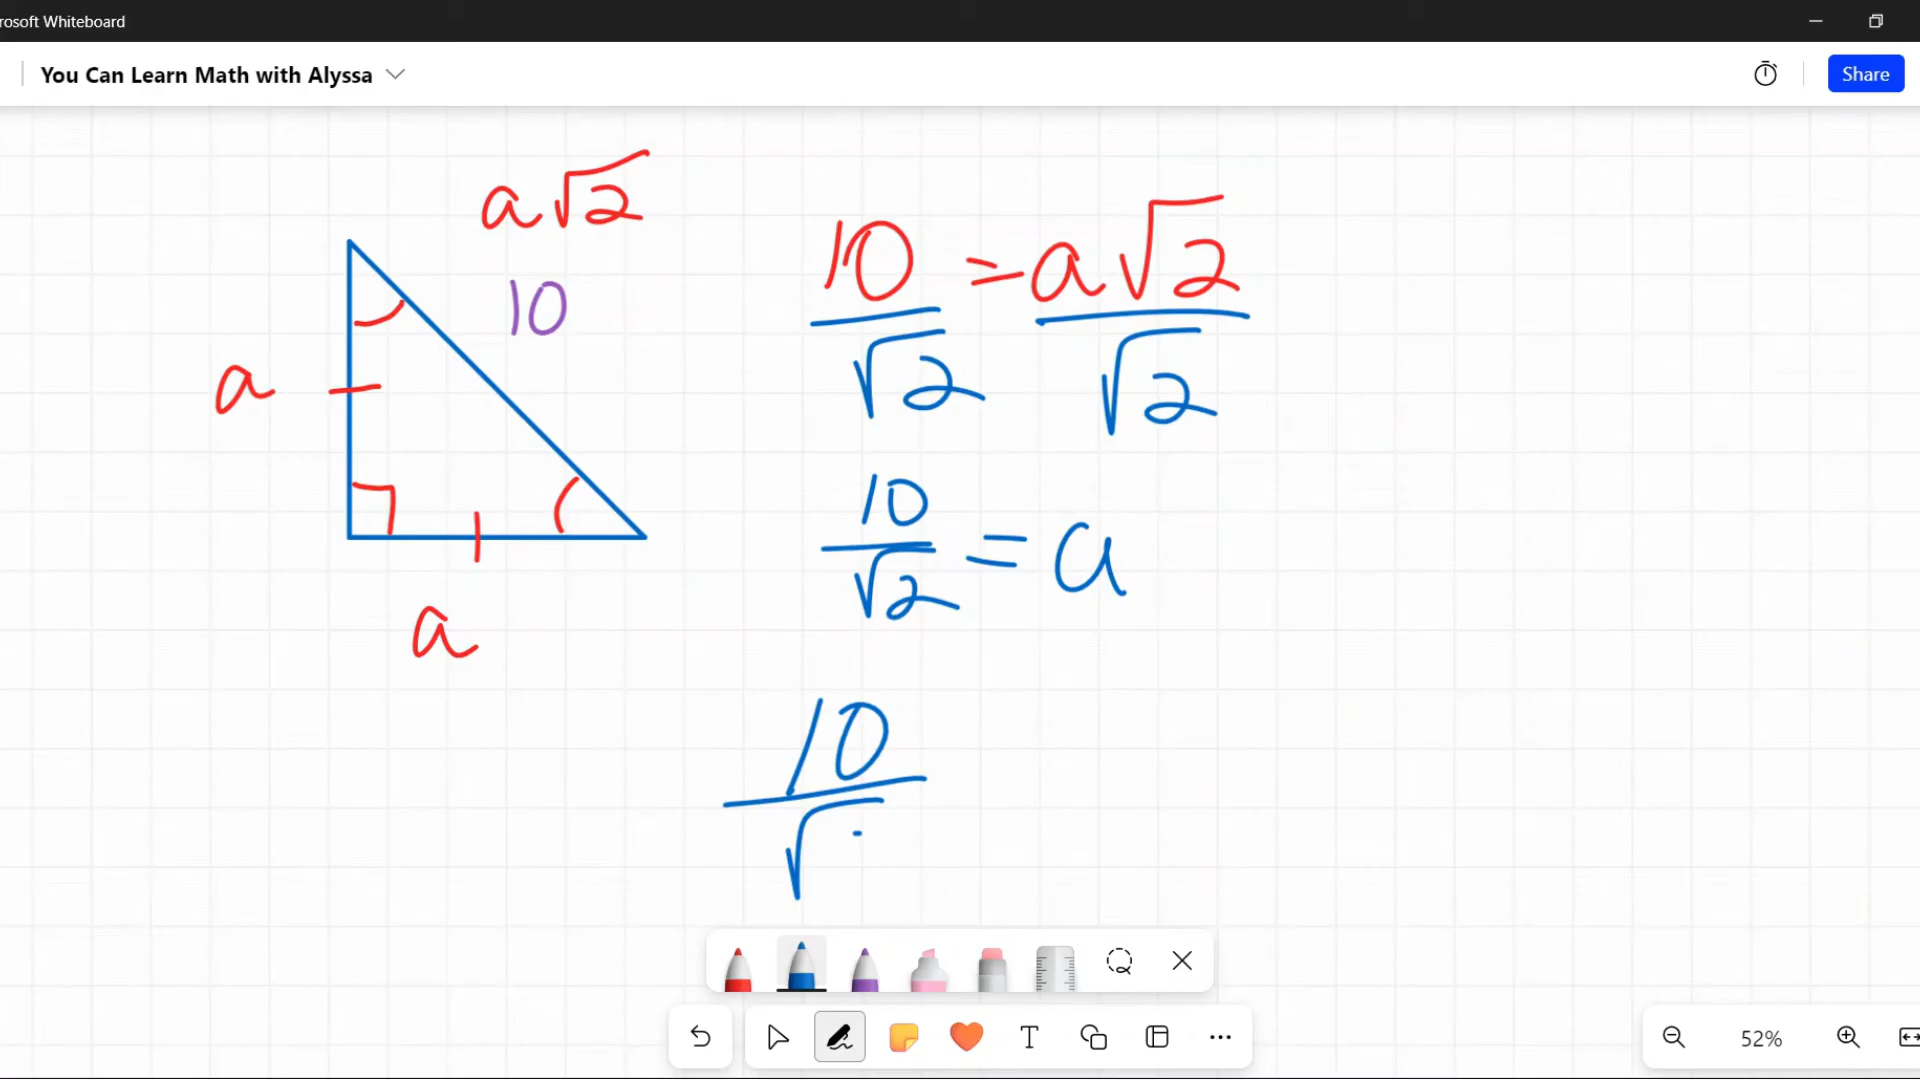 rosoft Whiteboard
You Can Learn Math with Alyssa
Share
a√2
10
a
a
10 = a√2
√2 √2
10
√2 = a
10
√
T
52%